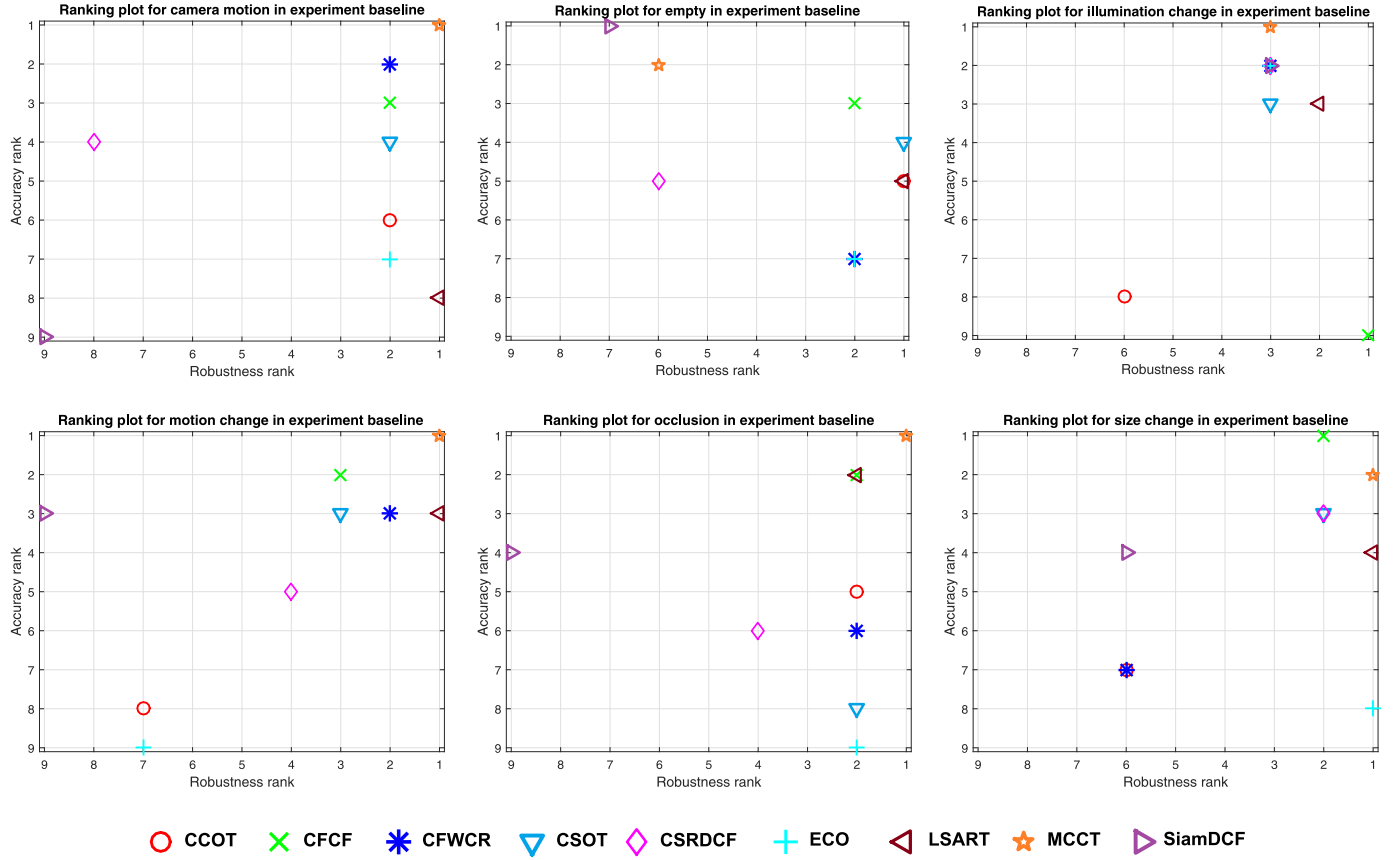 Ranking plot for camera motion in experiment baseline
Accuracy rank
1
2
3
4
5
6
7
8
9
9 8 7 6 5 4 3 2 1
Robustness rank
Ranking plot for empty in experiment baseline
Accuracy rank
1
2
3
4
5
6
7
8
9
9 8 7 6 5 4 3 2 1
Robustness rank
Ranking plot for illumination change in experiment baseline
Accuracy rank
1
2
3
4
5
6
7
8
9
9 8 7 6 5 4 3 2 1
Robustness rank
Ranking plot for motion change in experiment baseline
Accuracy rank
1
2
3
4
5
6
7
8
9
9 8 7 6 5 4 3 2 1
Robustness rank
Ranking plot for occlusion in experiment baseline
Accuracy rank
1
2
3
4
5
6
7
8
9
9 8 7 6 5 4 3 2 1
Robustness rank
Ranking plot for size change in experiment baseline
Accuracy rank
1
2
3
4
5
6
7
8
9
9 8 7 6 5 4 3 2 1
Robustness rank
CCOT CFCF CFWCR CSOT CSRDCF ECO LSART MCCT SiamDCF